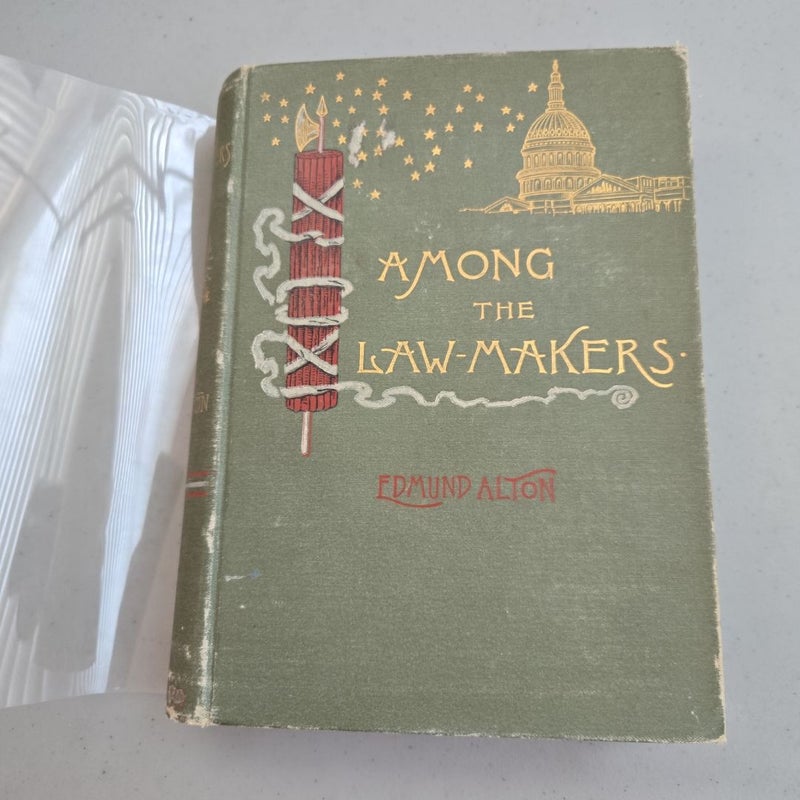 AMONG
THE
LAW-MAKERS.
EDMUND ALTON